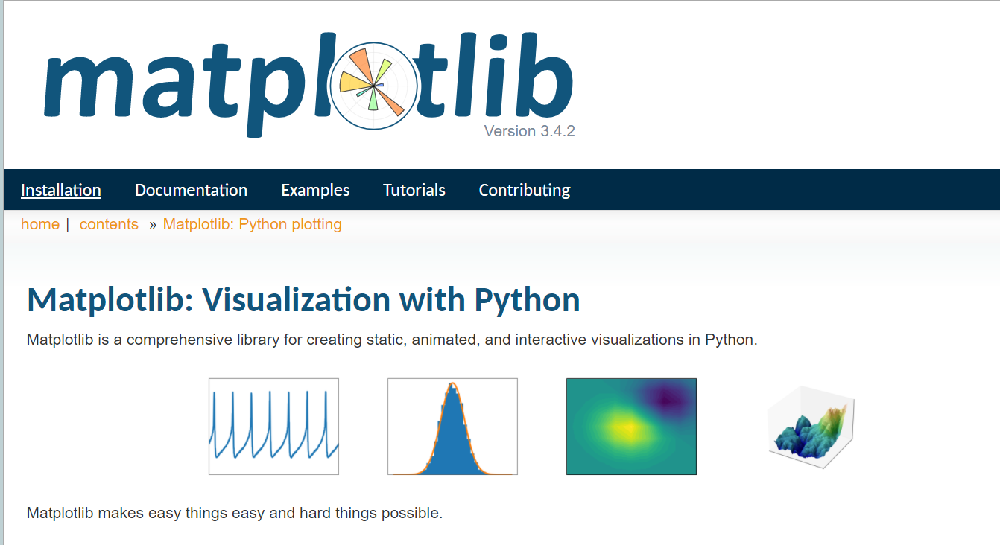 matplotlib
Version 3.4.2
Installation Documentation Examples Tutorials Contributing
home | contents » Matplotlib: Python plotting
Matplotlib: Visualization with Python
Matplotlib is a comprehensive library for creating static, animated, and interactive visualizations in Python.
Matplotlib makes easy things easy and hard things possible.